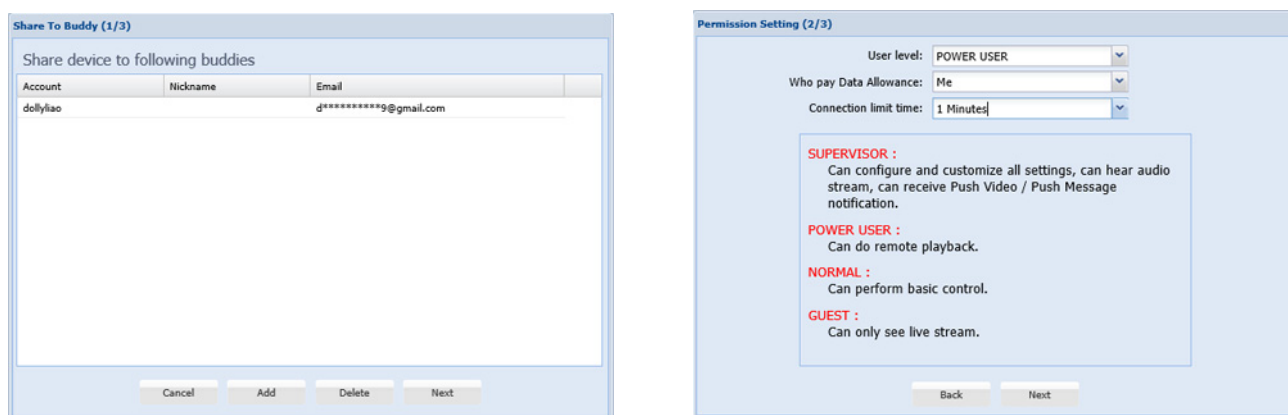 Share To Buddy (1/3)
Share device to following buddies
Account Nickname Email
dollyliao d**********9@gmail.com
Cancel Add Delete Next
Permission Setting (2/3)
User level: POWER USER
Who pay Data Allowance: Me
Connection limit time: 1 Minutes
SUPERVISOR :
Can configure and customize all settings, can hear audio
stream, can receive Push Video / Push Message
notification.
POWER USER :
Can do remote playback.
NORMAL :
Can perform basic control.
GUEST :
Can only see live stream.
Back Next